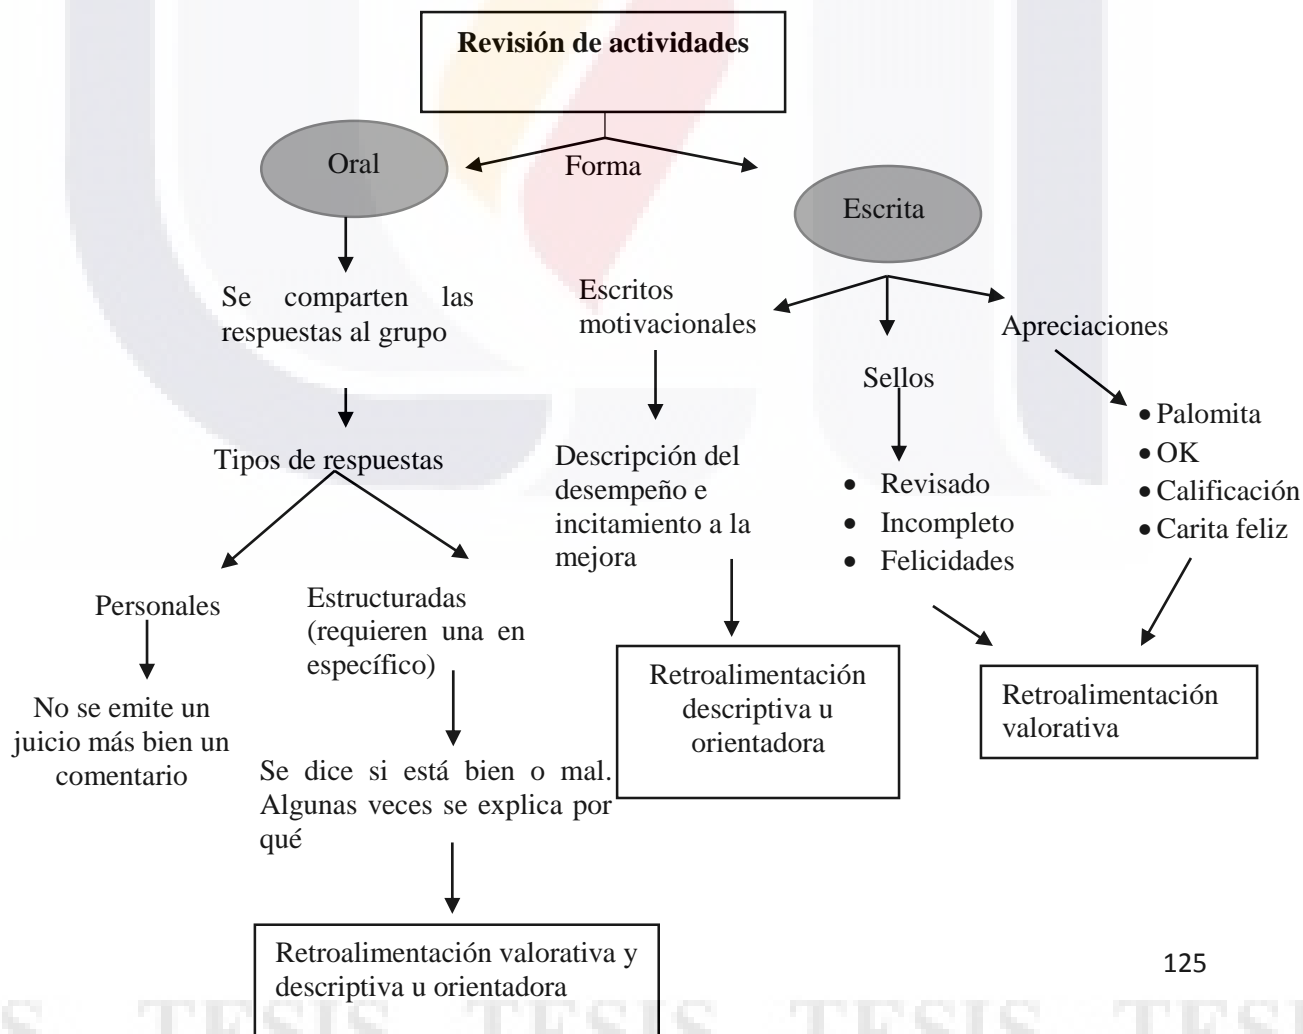 Revisión de actividades
Oral
Forma
Escrita
Se comparten las
respuestas al grupo
Escritos
motivacionales
Apreciaciones
Sellos
Tipos de respuestas
Descripción del
desempeño e
incitamiento a la
mejora
• Revisado
• Incompleto
• Felicidades
• Palomita
• OK
• Calificación
• Carita feliz
Personales
Estructuradas
(requieren una en
específico)
No se emite un
juicio más bien un
comentario
Se dice si está bien o mal.
Algunas veces se explica por
qué
Retroalimentación
descriptiva u
orientadora
Retroalimentación
valorativa
Retroalimentación valorativa y
descriptiva u orientadora
125
TESIS TESIS TESIS